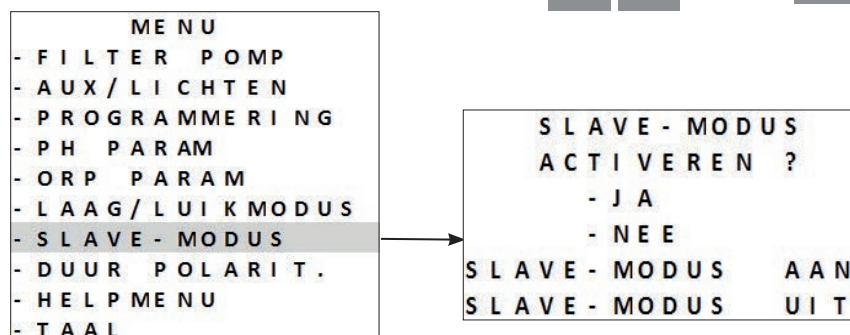 MENU
- FILTER POMP
- AUX/LICHTEN
- PROGRAMMERING
- PH PARAM
- ORP PARAM
- LAAG/LUIKMODUS
- SLAVE-MODUS
- DUUR POLARIT.
- HELPMENU
- TAAL
SLAVE-MODUS
ACTIVEREN ?
- JA
- NEE
SLAVE-MODUS AAN
SLAVE-MODUS UIT